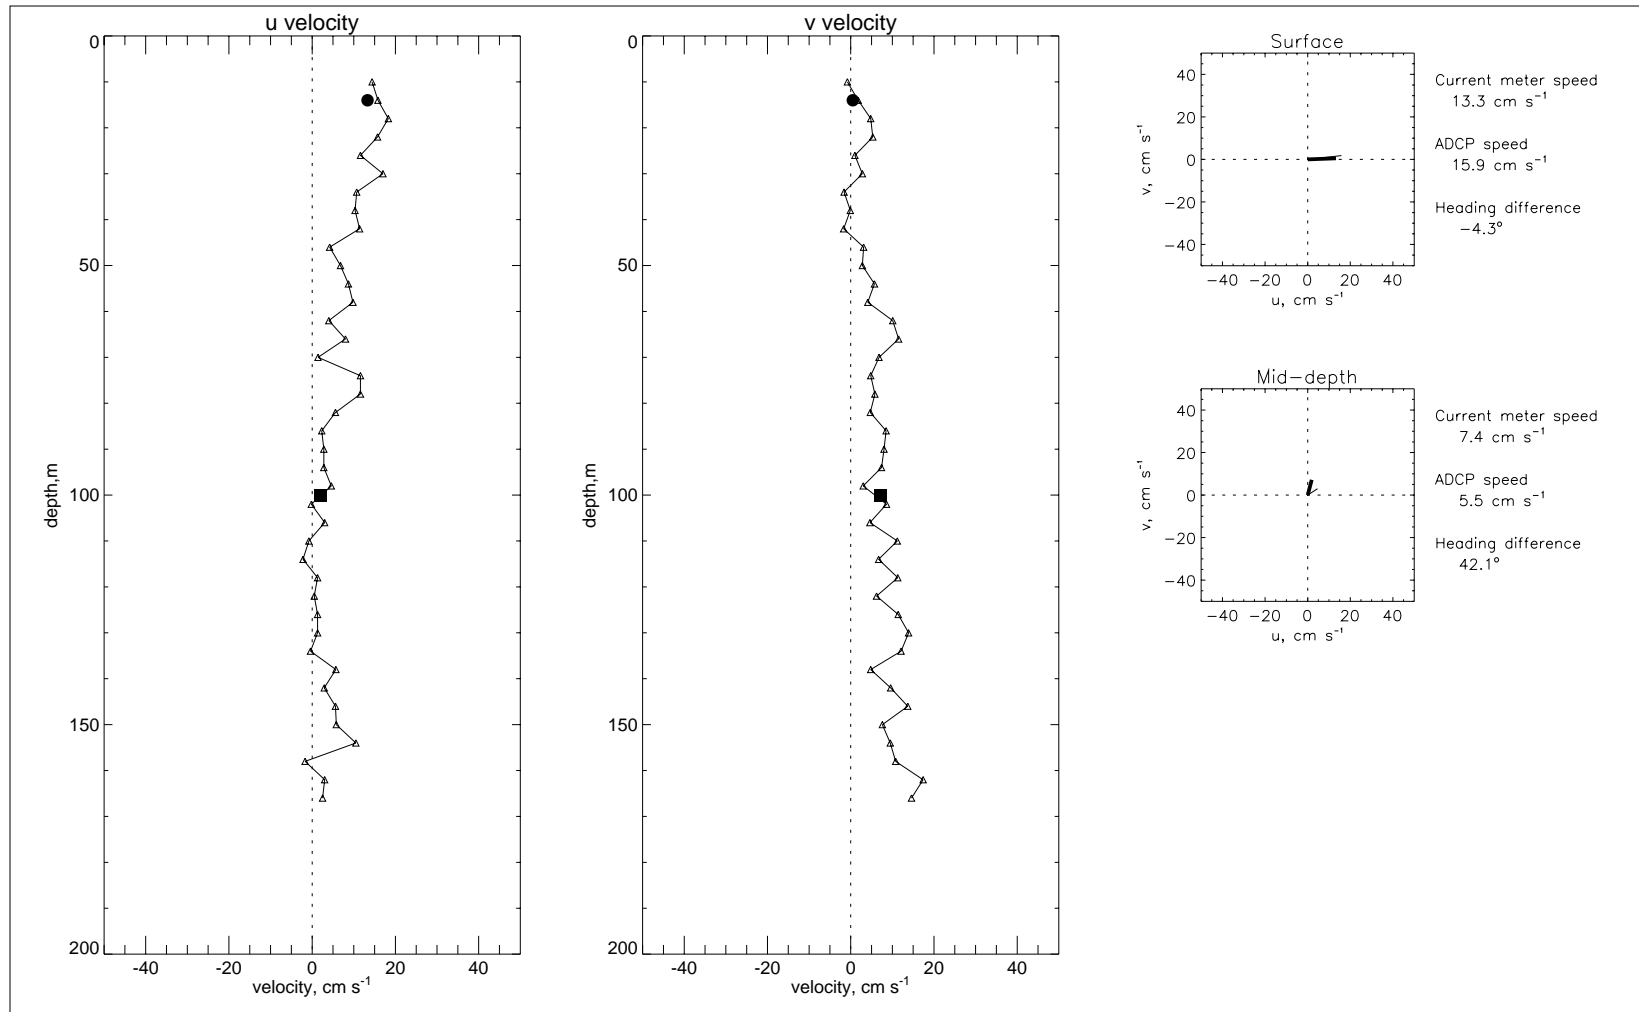 u velocity
0
50
100
150
200
depth,m
-40 -20 0 20 40
velocity, cm s⁻¹
v velocity
0
50
100
150
200
depth,m
-40 -20 0 20 40
velocity, cm s⁻¹
Surface
40
20
0
−20
−40
v, cm s⁻¹
−40 −20 0 20 40
u, cm s⁻¹
Current meter speed
13.3 cm s⁻¹
ADCP speed
15.9 cm s⁻¹
Heading difference
−4.3°
Mid−depth
40
20
0
−20
−40
v, cm s⁻¹
−40 −20 0 20 40
u, cm s⁻¹
Current meter speed
7.4 cm s⁻¹
ADCP speed
5.5 cm s⁻¹
Heading difference
42.1°